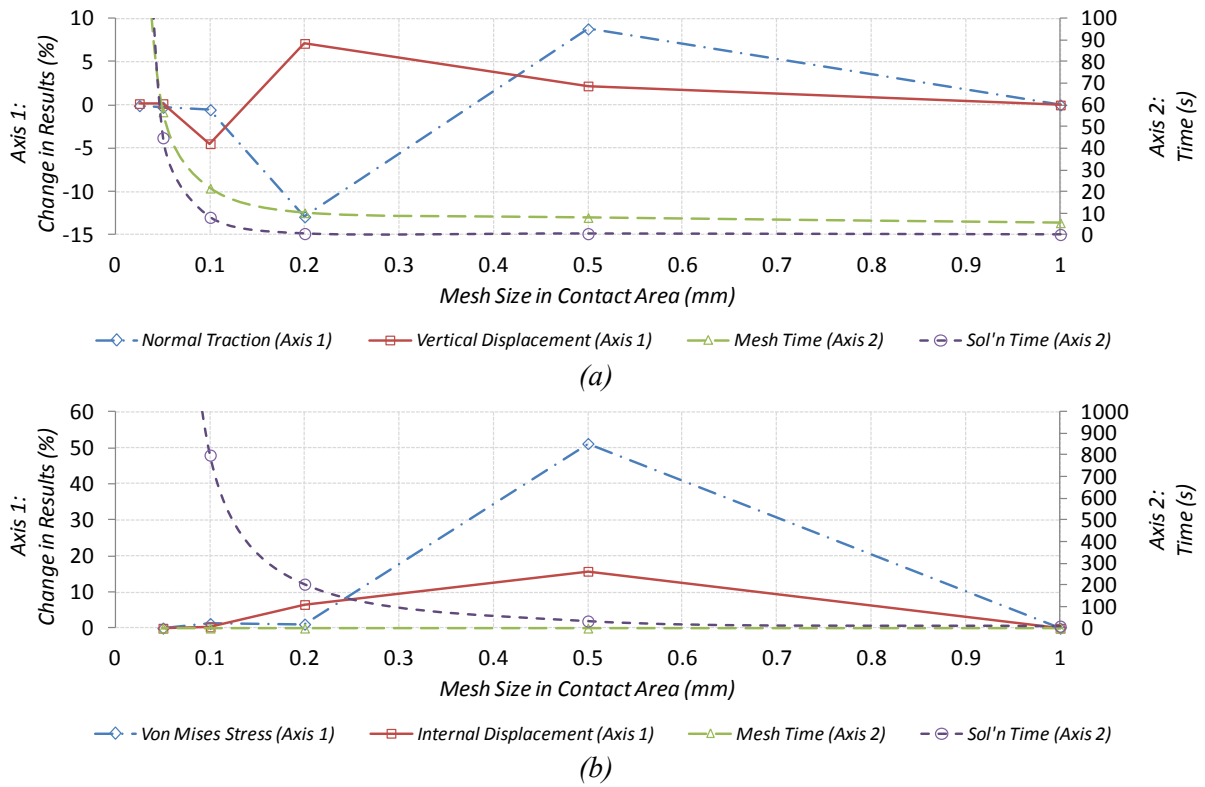 10
5
0
-5
-10
-15
Axis 1:
Change in Results (%)
100
90
80
70
60
50
40
30
20
10
0
Axis 2:
Time (s)
0 0.1 0.2 0.3 0.4 0.5 0.6 0.7 0.8 0.9 1
Mesh Size in Contact Area (mm)
Normal Traction (Axis 1) Vertical Displacement (Axis 1) Mesh Time (Axis 2) Sol'n Time (Axis 2)
(a)
60
50
40
30
20
10
0
Axis 1:
Change in Results (%)
1000
900
800
700
600
500
400
300
200
100
0
Axis 2:
Time (s)
0 0.1 0.2 0.3 0.4 0.5 0.6 0.7 0.8 0.9 1
Mesh Size in Contact Area (mm)
Von Mises Stress (Axis 1) Internal Displacement (Axis 1) Mesh Time (Axis 2) Sol'n Time (Axis 2)
(b)